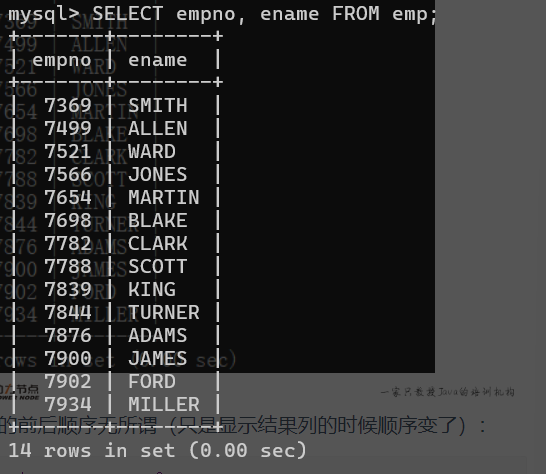 mysql> SELECT empno, ename FROM emp;
+-------+--------+
| empno | ename  |
+-------+--------+
|  7369 | SMITH  |
|  7499 | ALLEN  |
|  7521 | WARD   |
|  7566 | JONES  |
|  7654 | MARTIN |
|  7698 | BLAKE  |
|  7782 | CLARK  |
|  7788 | SCOTT  |
|  7839 | KING   |
|  7844 | TURNER |
|  7876 | ADAMS  |
|  7900 | JAMES  |
|  7902 | FORD   |
|  7934 | MILLER |
+-------+--------+
一家只教授Java的培训机构
的前后顺序无所谓（只是显示结果列的时候顺序变了）：
14 rows in set (0.00 sec)